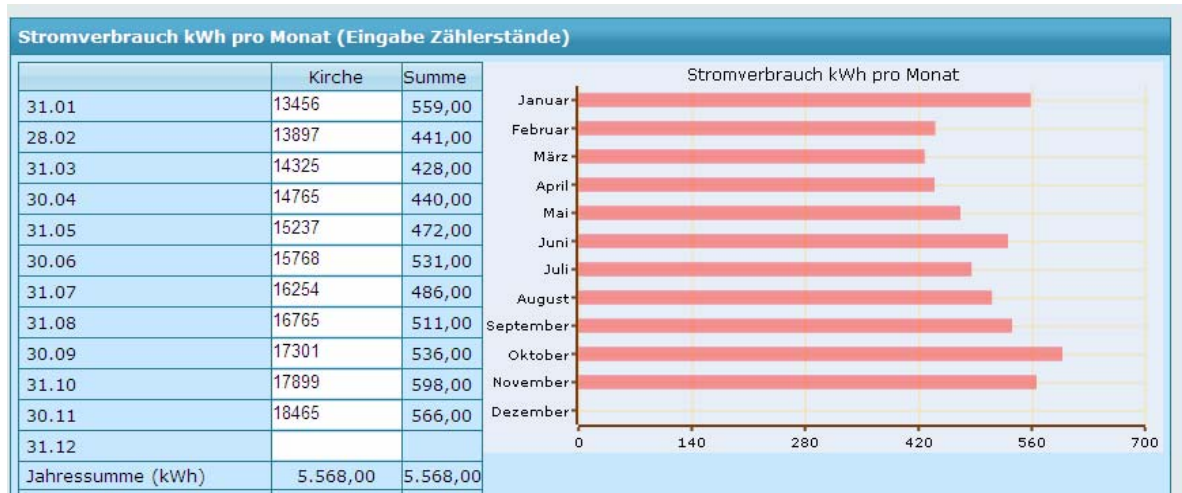 Stromverbrauch kWh pro Monat (Eingabe Zählerstände)
Kirche Summe
31.01 13456 559,00
28.02 13897 441,00
31.03 14325 428,00
30.04 14765 440,00
31.05 15237 472,00
30.06 15768 531,00
31.07 16254 486,00
31.08 16765 511,00
30.09 17301 536,00
31.10 17899 598,00
30.11 18465 566,00
31.12
Jahressumme (kWh) 5.568,00 5.568,00
Stromverbrauch kWh pro Monat
Januar
Februar
März
April
Mai
Juni
Juli
August
September
Oktober
November
Dezember
0 140 280 420 560 700